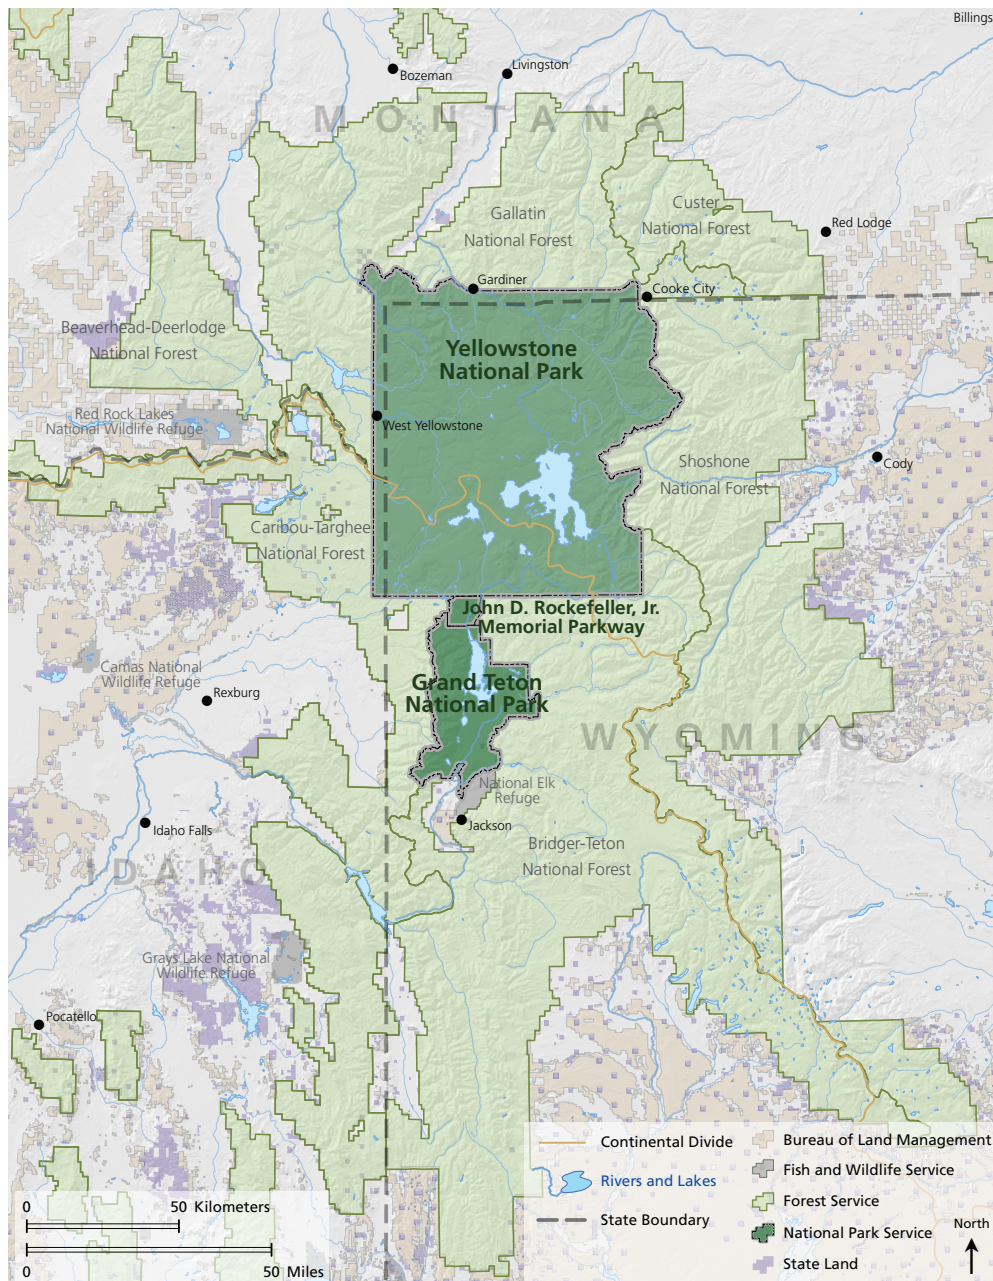 Billings
Livingston
Bozeman
MONTANA
Custer
National Forest
Gallatin
National Forest
Red Lodge
Gardiner
Cooke City
Beaverhead-Deerlodge
National Forest
Yellowstone
National Park
Red Rock Lakes
National Wildlife Refuge
West Yellowstone
Shoshone
National Forest
Cody
Caribou-Targhee
National Forest
John D. Rockefeller, Jr.
Memorial Parkway
Camas National
Wildlife Refuge
Rexburg
Grand Teton
National Park
WYOMING
National Elk
Refuge
Jackson
Idaho Falls
Bridger-Teton
National Forest
IDAHO
Grays Lake National
Wildlife Refuge
Pocatello
Continental Divide
Rivers and Lakes
State Boundary
Bureau of Land Management
Fish and Wildlife Service
Forest Service
National Park Service
State Land
North
0 50 Kilometers
0 50 Miles